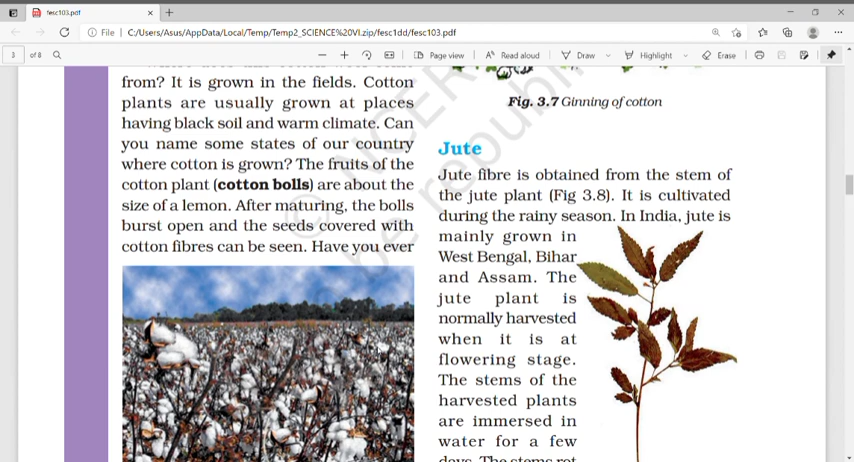 fesc103.pdf
File | C:/Users/Asus/AppData/Local/Temp/Temp2_SCIENCE%20VI.zip/fesc1dd/fesc103.pdf
3 of 8
Page view
Read aloud
Draw
Highlight
Erase
from? It is grown in the fields. Cotton
plants are usually grown at places
having black soil and warm climate. Can
you name some states of our country
where cotton is grown? The fruits of the
cotton plant (cotton bolls) are about the
size of a lemon. After maturing, the bolls
burst open and the seeds covered with
cotton fibres can be seen. Have you ever
Fig. 3.7 Ginning of cotton
Jute
Jute fibre is obtained from the stem of
the jute plant (Fig 3.8). It is cultivated
during the rainy season. In India, jute is
mainly grown in
West Bengal, Bihar
and Assam. The
jute plant is
normally harvested
when it is at
flowering stage.
The stems of the
harvested plants
are immersed in
water for a few
days. The stems rot
© NCER
be republi